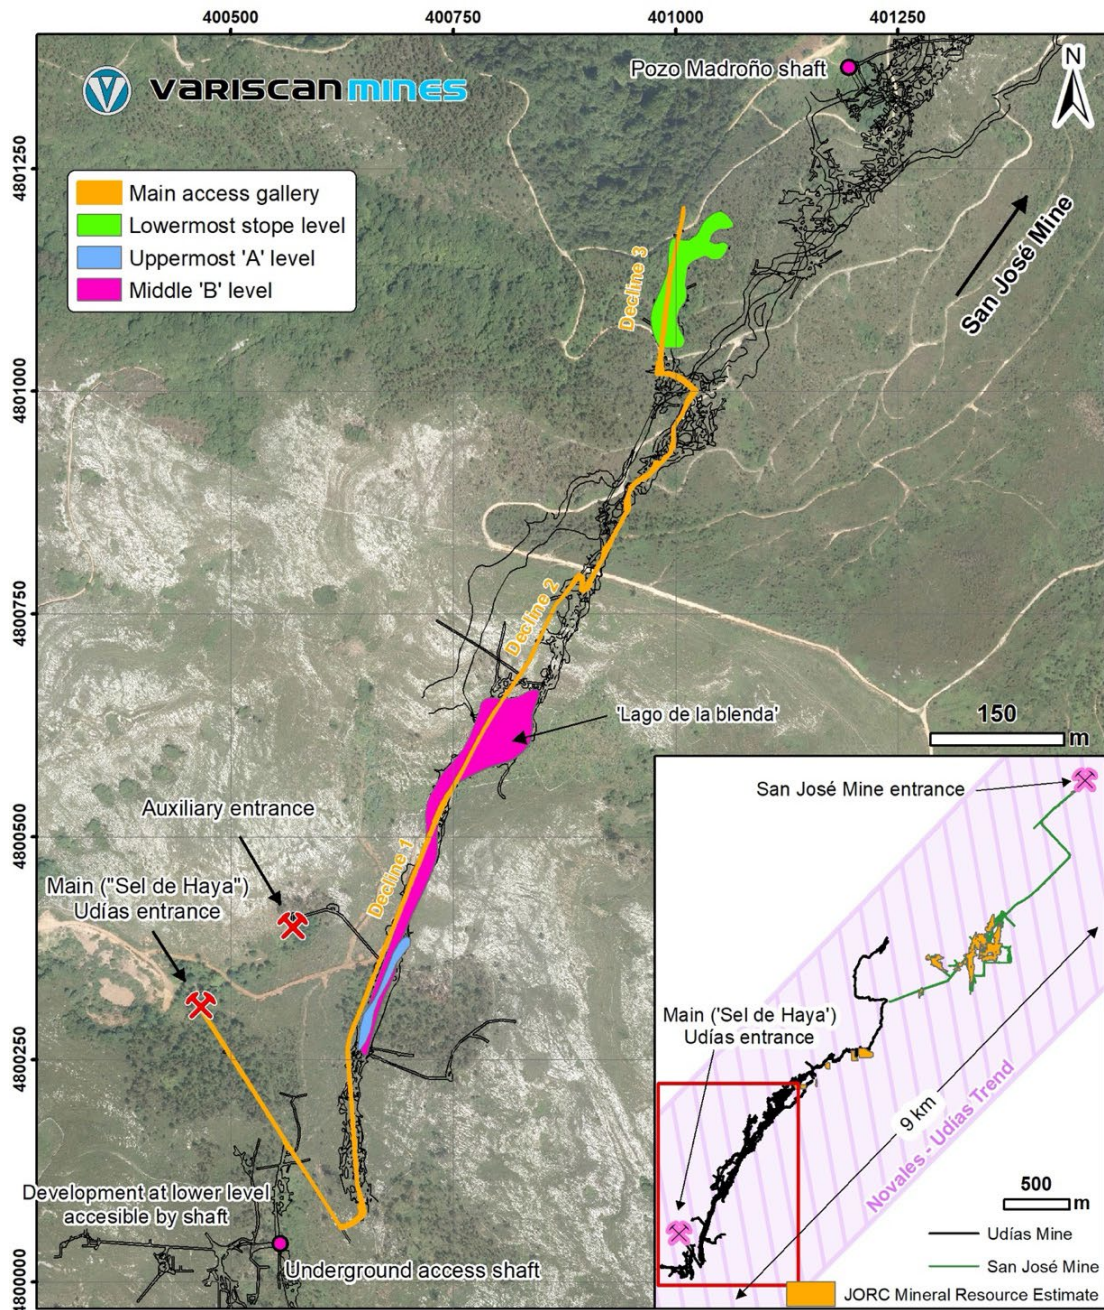 400500
400750
401000
401250
VARISCAN MINES
Pozo Madroño shaft
N
4801250
4801000
4800750
4800500
4800250
4800000
Main access gallery
Lowermost stope level
Uppermost 'A' level
Middle 'B' level
San José Mine
Decline 3
Decline 2
'Lago de la blenda'
150
m
Decline 1
Auxiliary entrance
Main ("Sel de Haya")
Udías entrance
Development at lower level
accesible by shaft
Underground access shaft
San José Mine entrance
Main ('Sel de Haya')
Udías entrance
9 km
Novales - Udías Trend
500
m
Udías Mine
San José Mine
JORC Mineral Resource Estimate